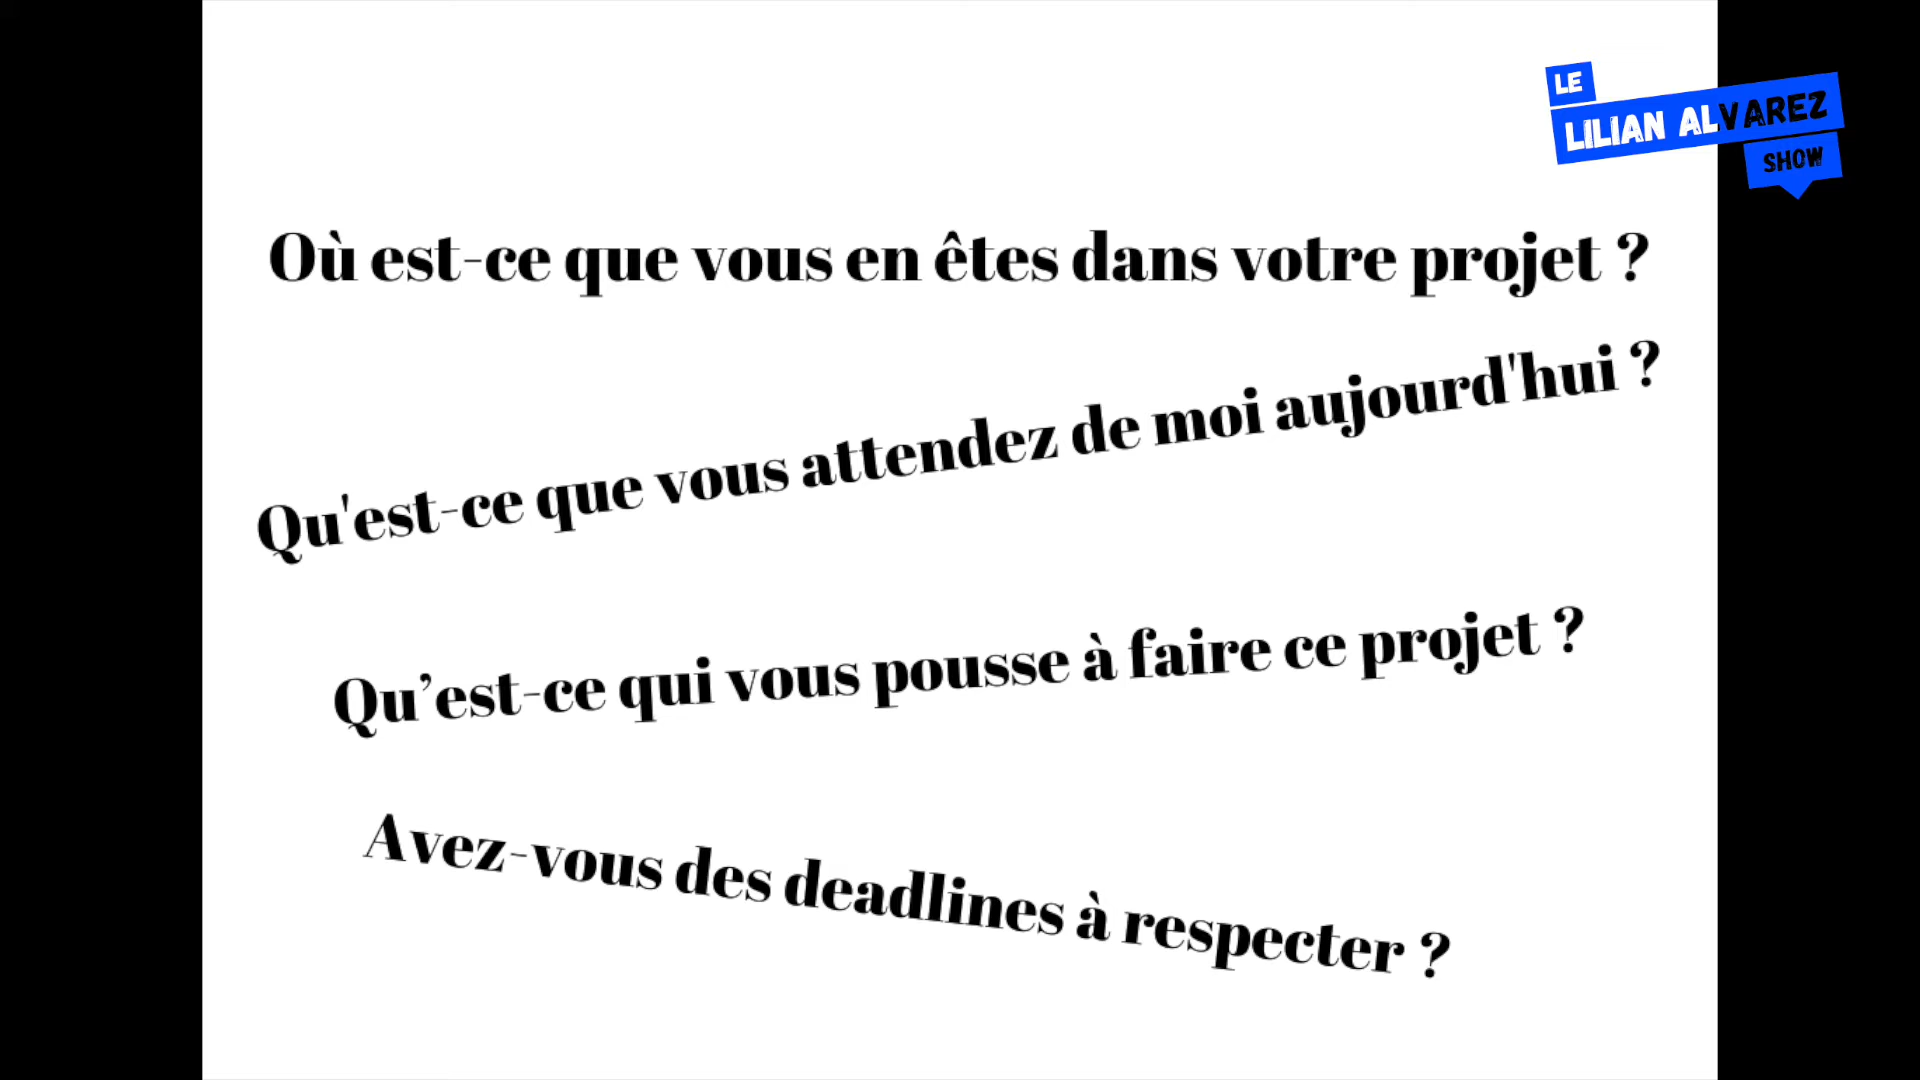 LE
LILIAN ALVAREZ
SHOW
Où est-ce que vous en êtes dans votre projet ?
Qu'est-ce que vous attendez de moi aujourd'hui ?
Qu’est-ce qui vous pousse à faire ce projet ?
Avez-vous des deadlines à respecter ?